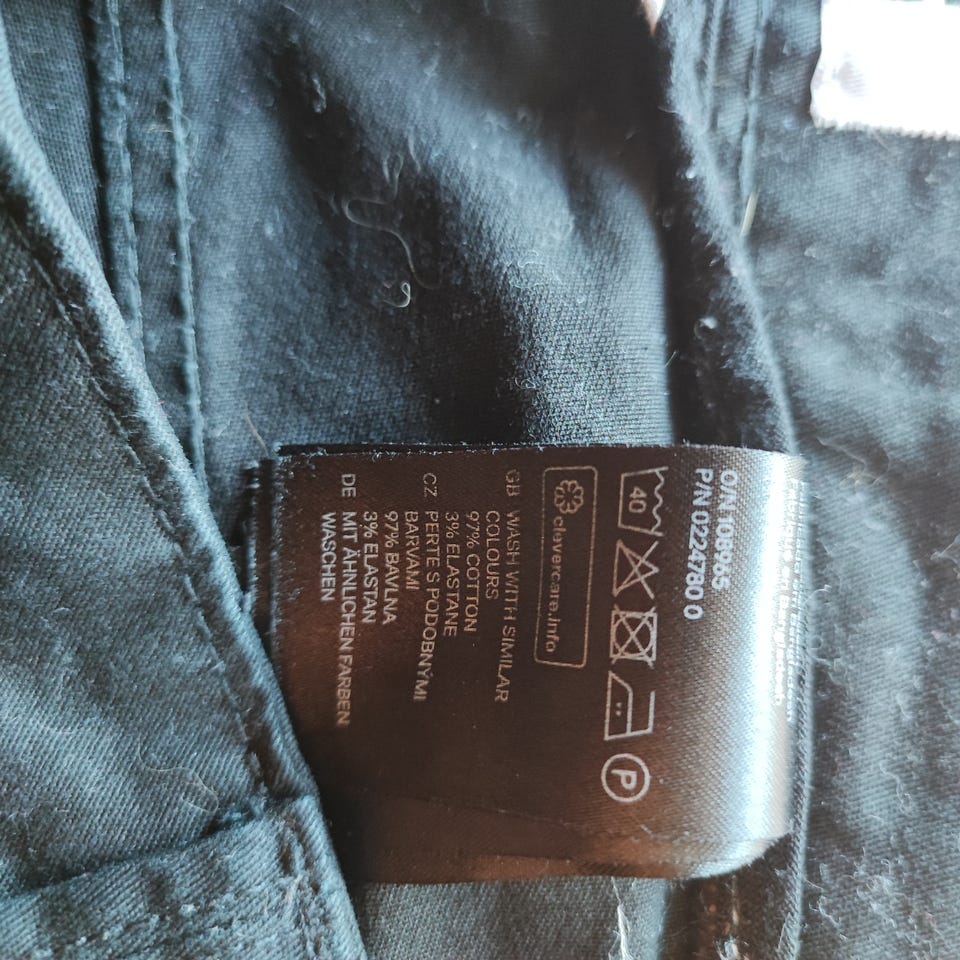 O/N 106965
P/N 0224780 0
40
P
clevercare.info
GB WASH WITH SIMILAR
COLOURS
97% COTTON
3% ELASTANE
CZ PERTE S PODOBNÝMI
BARVAMI
97% BAVLNA
3% ELASTAN
DE MIT ÄHNLICHEN FARBEN
WASCHEN